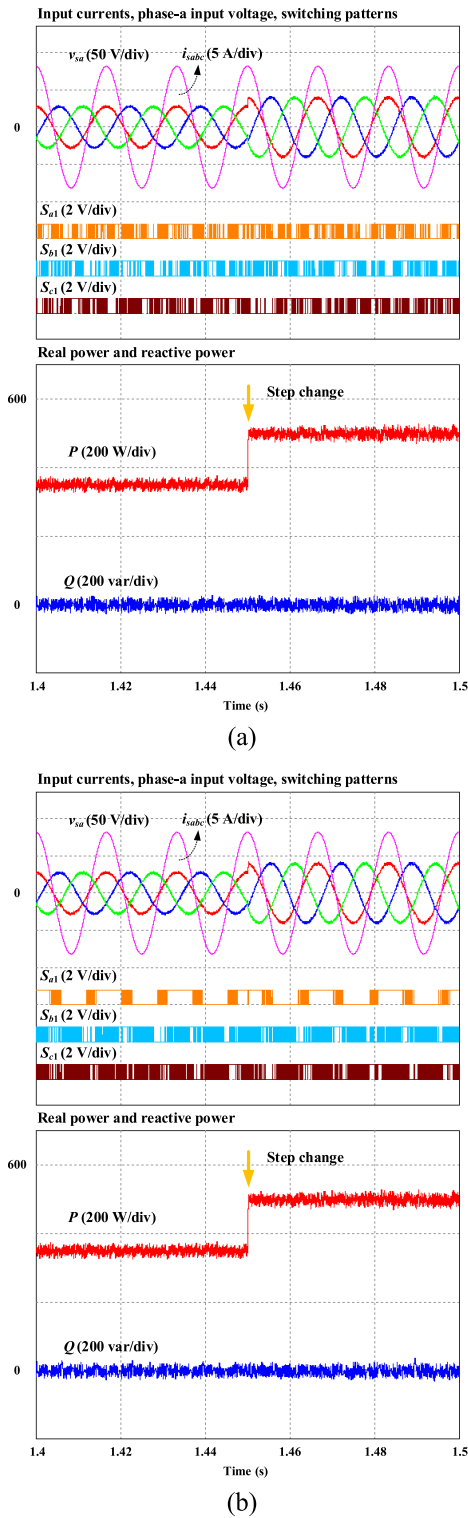 Input currents, phase-a input voltage, switching patterns
vsa (50 V/div) isabc (5 A/div)
0
Sa1 (2 V/div)
Sb1 (2 V/div)
Sc1 (2 V/div)
Real power and reactive power
600
Step change
P (200 W/div)
Q (200 var/div)
0
1.4 1.42 1.44 1.46 1.48 1.5
Time (s)
(a)
Input currents, phase-a input voltage, switching patterns
vsa (50 V/div) isabc (5 A/div)
0
Sa1 (2 V/div)
Sb1 (2 V/div)
Sc1 (2 V/div)
Real power and reactive power
600
Step change
P (200 W/div)
Q (200 var/div)
0
1.4 1.42 1.44 1.46 1.48 1.5
Time (s)
(b)